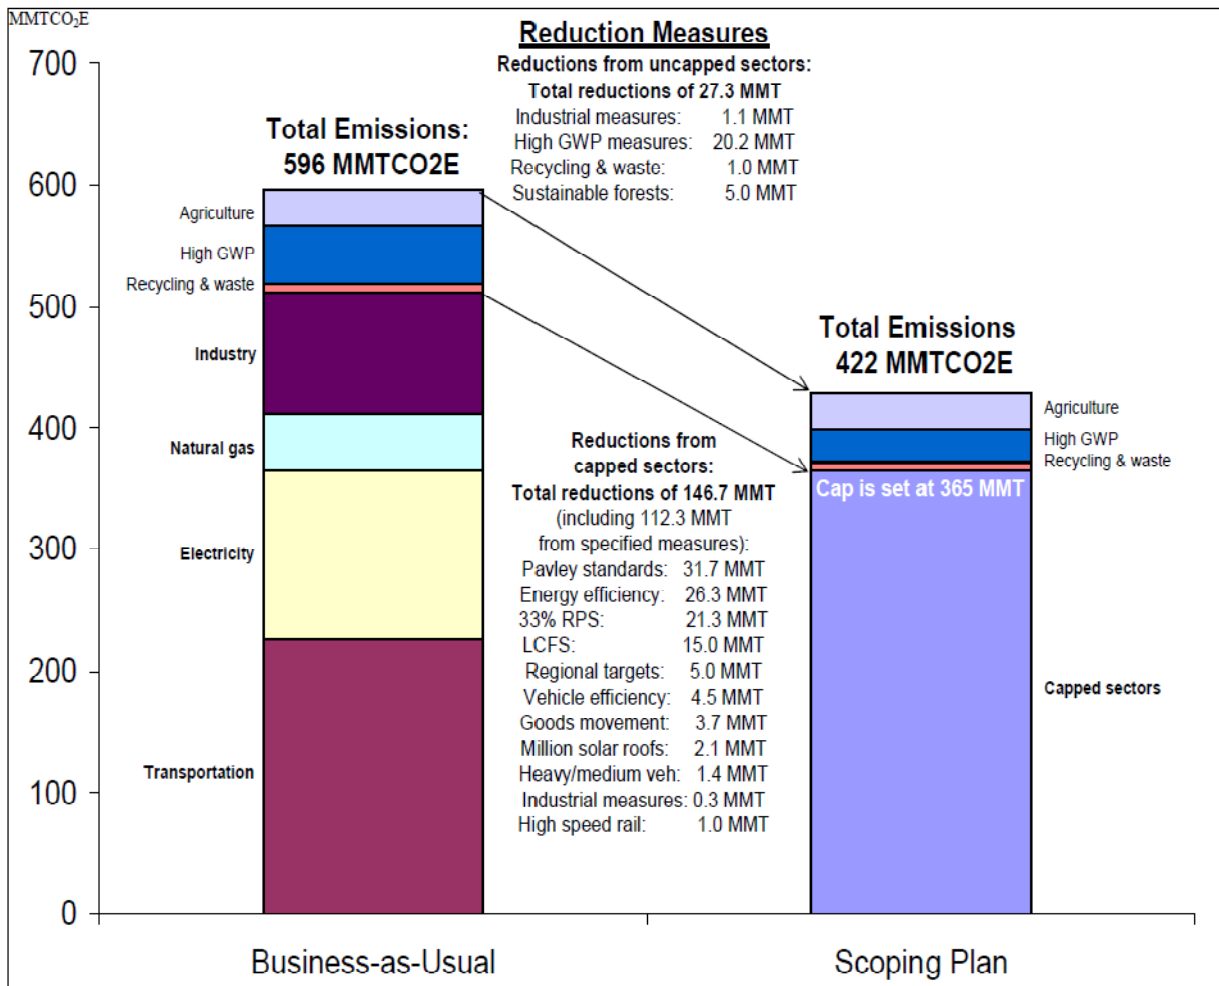 MMTCO₂E
Reduction Measures
Reductions from uncapped sectors:
Total reductions of 27.3 MMT
Industrial measures: 1.1 MMT
High GWP measures: 20.2 MMT
Recycling & waste: 1.0 MMT
Sustainable forests: 5.0 MMT
700
600
500
400
300
200
100
0
Total Emissions:
596 MMTCO2E
Agriculture
High GWP
Recycling & waste
Industry
Natural gas
Electricity
Transportation
Reductions from
capped sectors:
Total reductions of 146.7 MMT
(including 112.3 MMT
from specified measures):
Pavley standards: 31.7 MMT
Energy efficiency: 26.3 MMT
33% RPS: 21.3 MMT
LCFS: 15.0 MMT
Regional targets: 5.0 MMT
Vehicle efficiency: 4.5 MMT
Goods movement: 3.7 MMT
Million solar roofs: 2.1 MMT
Heavy/medium veh: 1.4 MMT
Industrial measures: 0.3 MMT
High speed rail: 1.0 MMT
Total Emissions
422 MMTCO2E
Agriculture
High GWP
Recycling & waste
Cap is set at 365 MMT
Capped sectors
Business-as-Usual
Scoping Plan